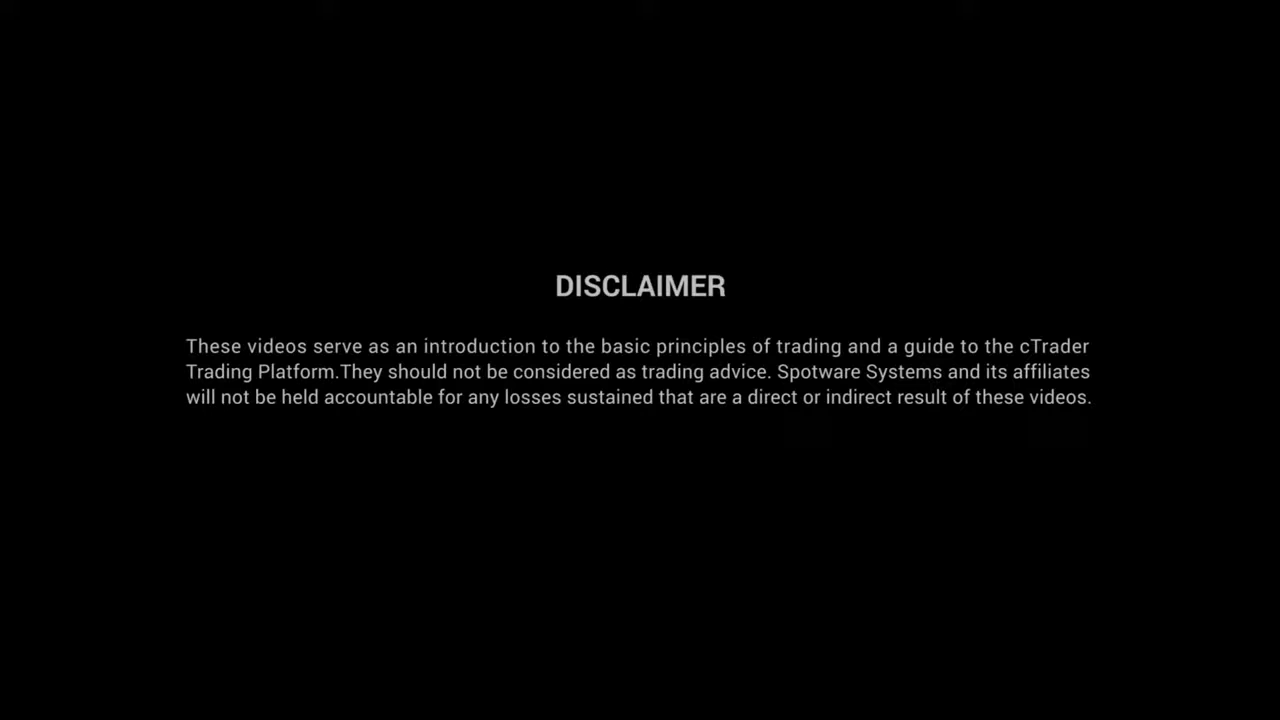 DISCLAIMER
These videos serve as an introduction to the basic principles of trading and a guide to the cTrader
Trading Platform.They should not be considered as trading advice. Spotware Systems and its affiliates
will not be held accountable for any losses sustained that are a direct or indirect result of these videos.